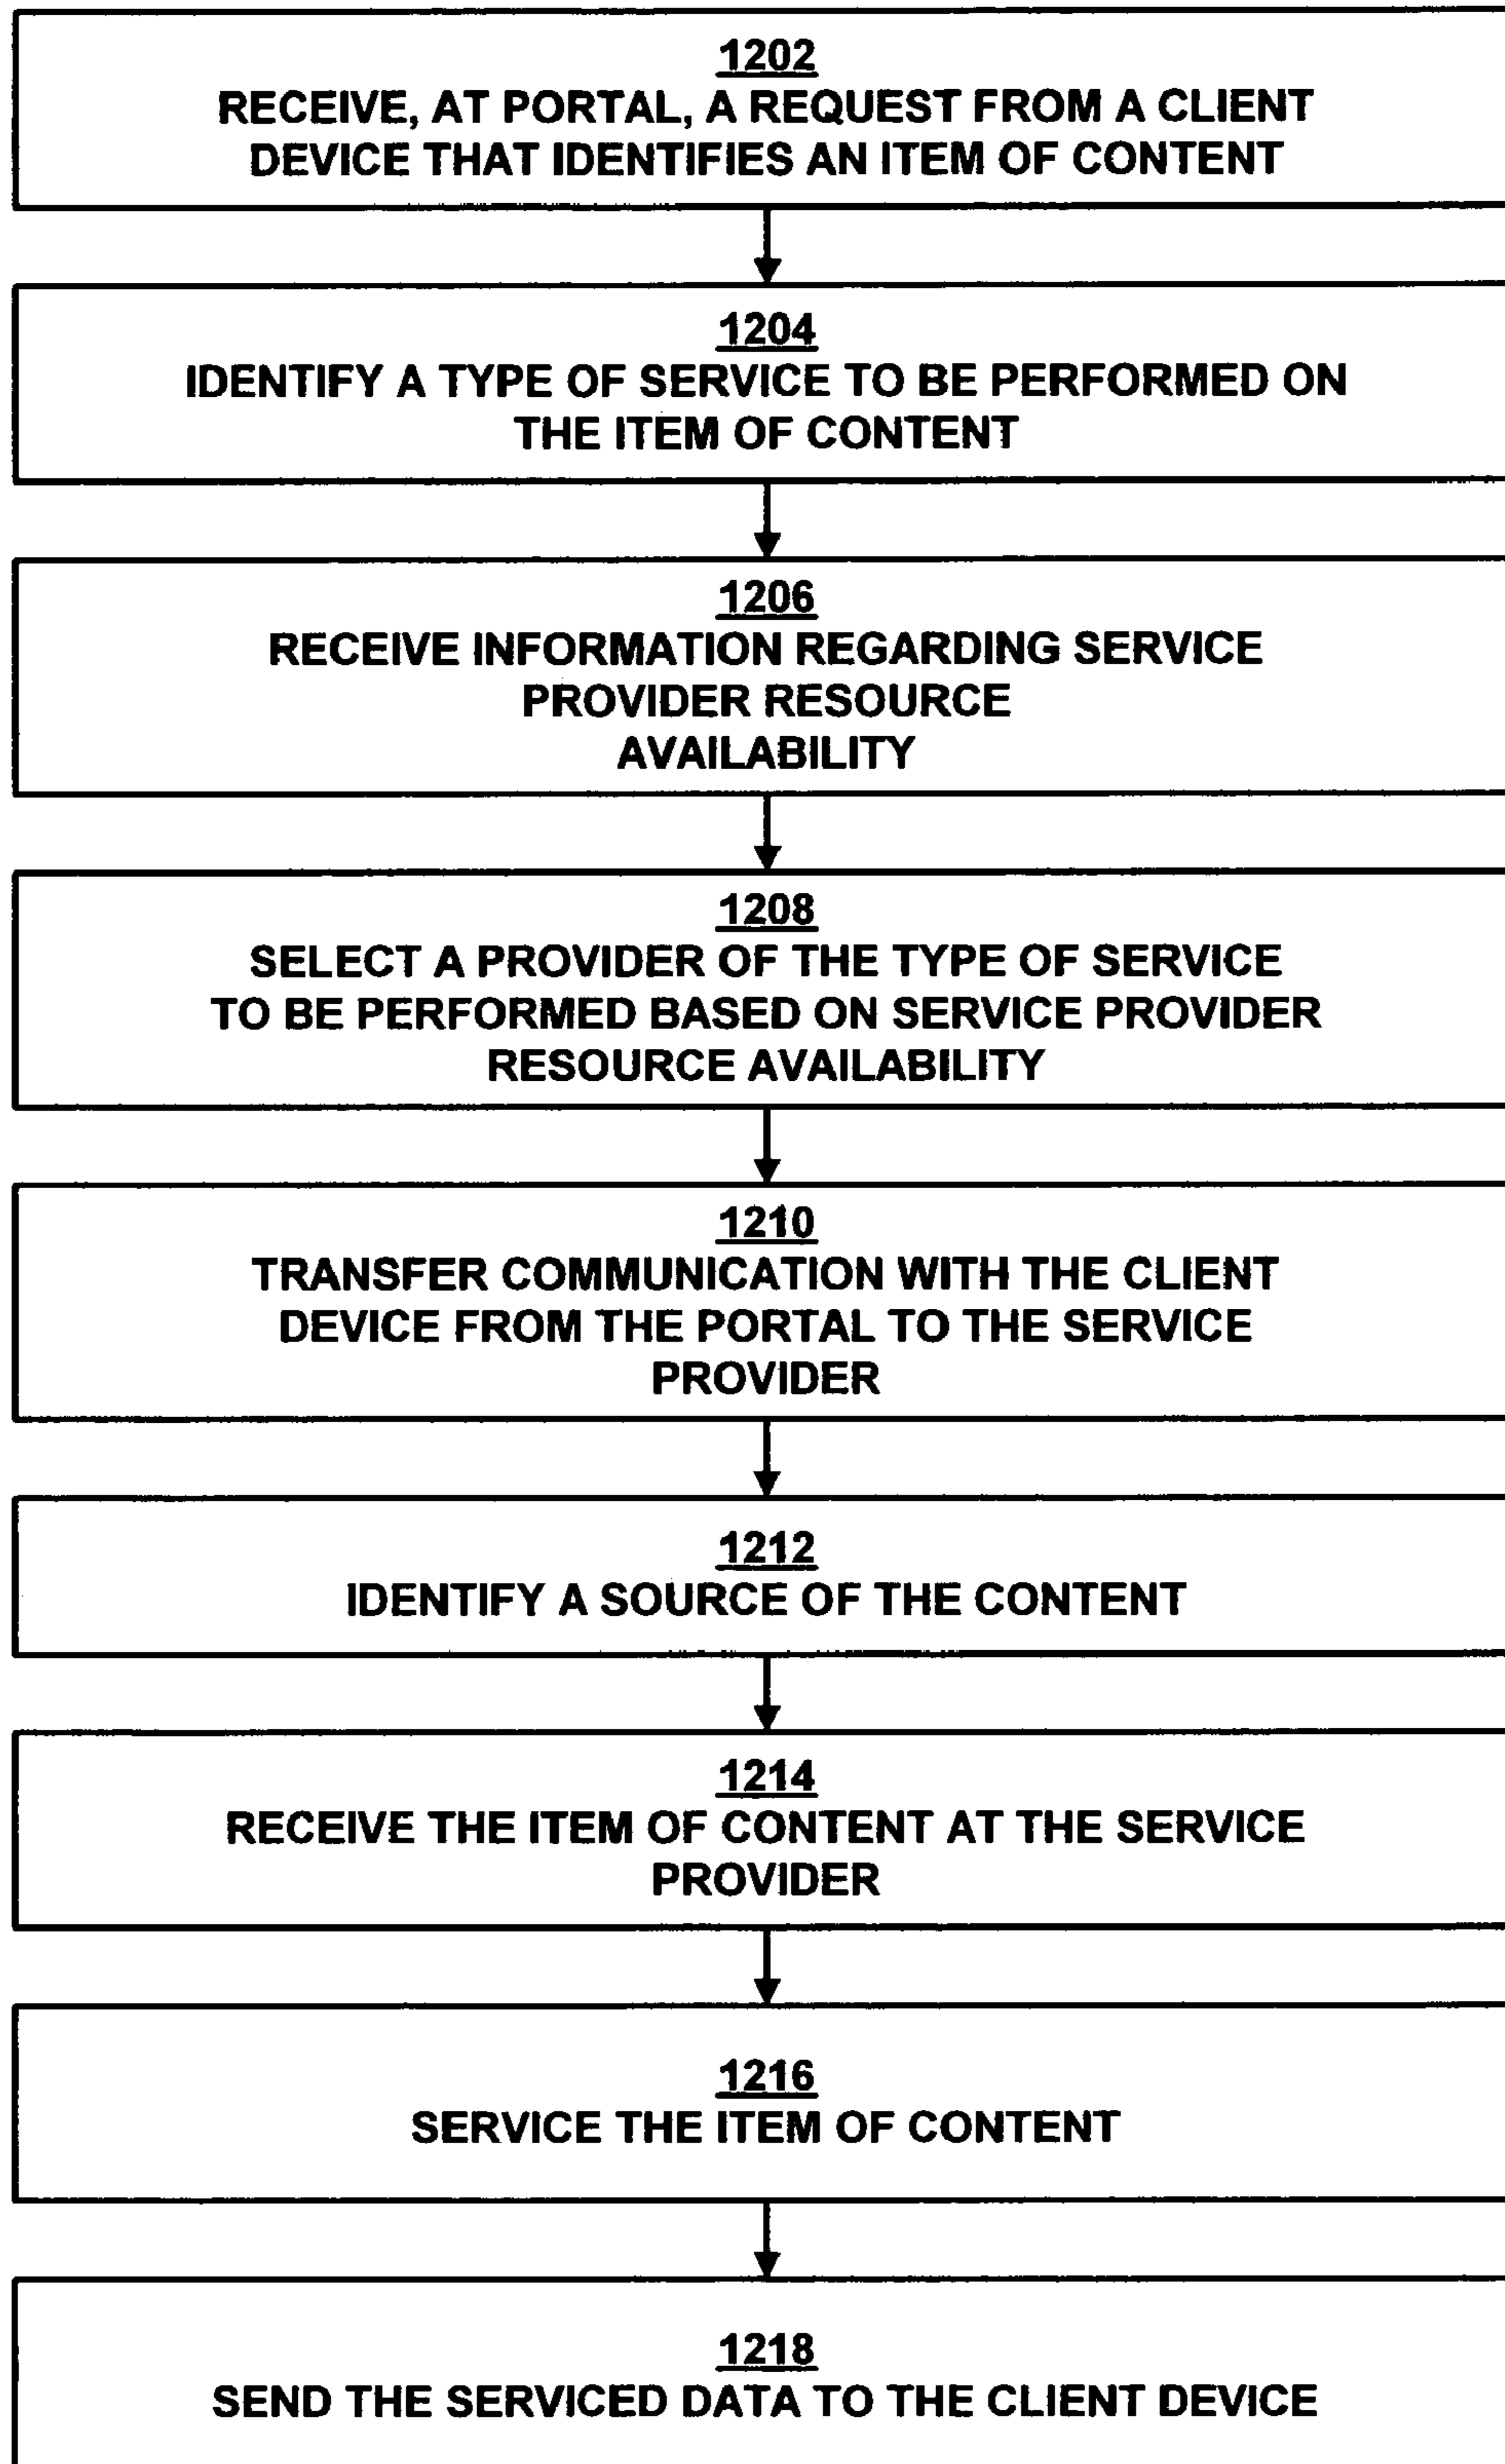 1202
RECEIVE, AT PORTAL, A REQUEST FROM A CLIENT
DEVICE THAT IDENTIFIES AN ITEM OF CONTENT
1204
IDENTIFY A TYPE OF SERVICE TO BE PERFORMED ON
THE ITEM OF CONTENT
1206
RECEIVE INFORMATION REGARDING SERVICE
PROVIDER RESOURCE
AVAILABILITY
1208
SELECT A PROVIDER OF THE TYPE OF SERVICE
TO BE PERFORMED BASED ON SERVICE PROVIDER
RESOURCE AVAILABILITY
1210
TRANSFER COMMUNICATION WITH THE CLIENT
DEVICE FROM THE PORTAL TO THE SERVICE
PROVIDER
1212
IDENTIFY A SOURCE OF THE CONTENT
1214
RECEIVE THE ITEM OF CONTENT AT THE SERVICE
PROVIDER
1216
SERVICE THE ITEM OF CONTENT
1218
SEND THE SERVICED DATA TO THE CLIENT DEVICE